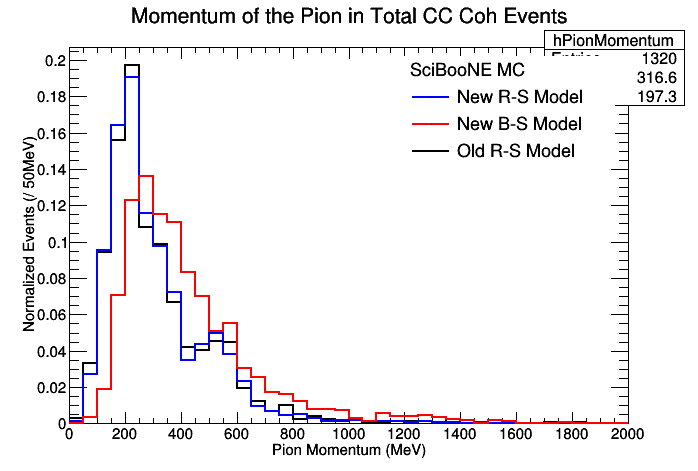 Momentum of the Pion in Total CC Coh Events
hPionMomentum
Entries 1320
316.6
197.3
SciBooNE MC
New R-S Model
New B-S Model
Old R-S Model
Normalized Events (/ 50MeV)
0.2
0.18
0.16
0.14
0.12
0.1
0.08
0.06
0.04
0.02
0
0 200 400 600 800 1000 1200 1400 1600 1800 2000
Pion Momentum (MeV)